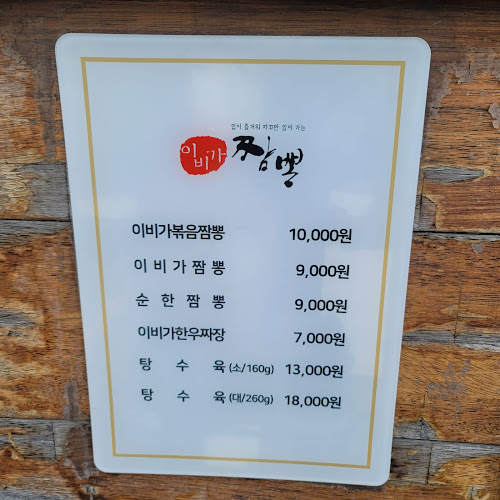 입이 즐거워 자꾸만 입이 가는
이비가 짬뽕
이비가볶음짬뽕 10,000원
이비가짬뽕 9,000원
순한짬뽕 9,000원
이비가한우짜장 7,000원
탕수육(소/160g) 13,000원
탕수육(대/260g) 18,000원